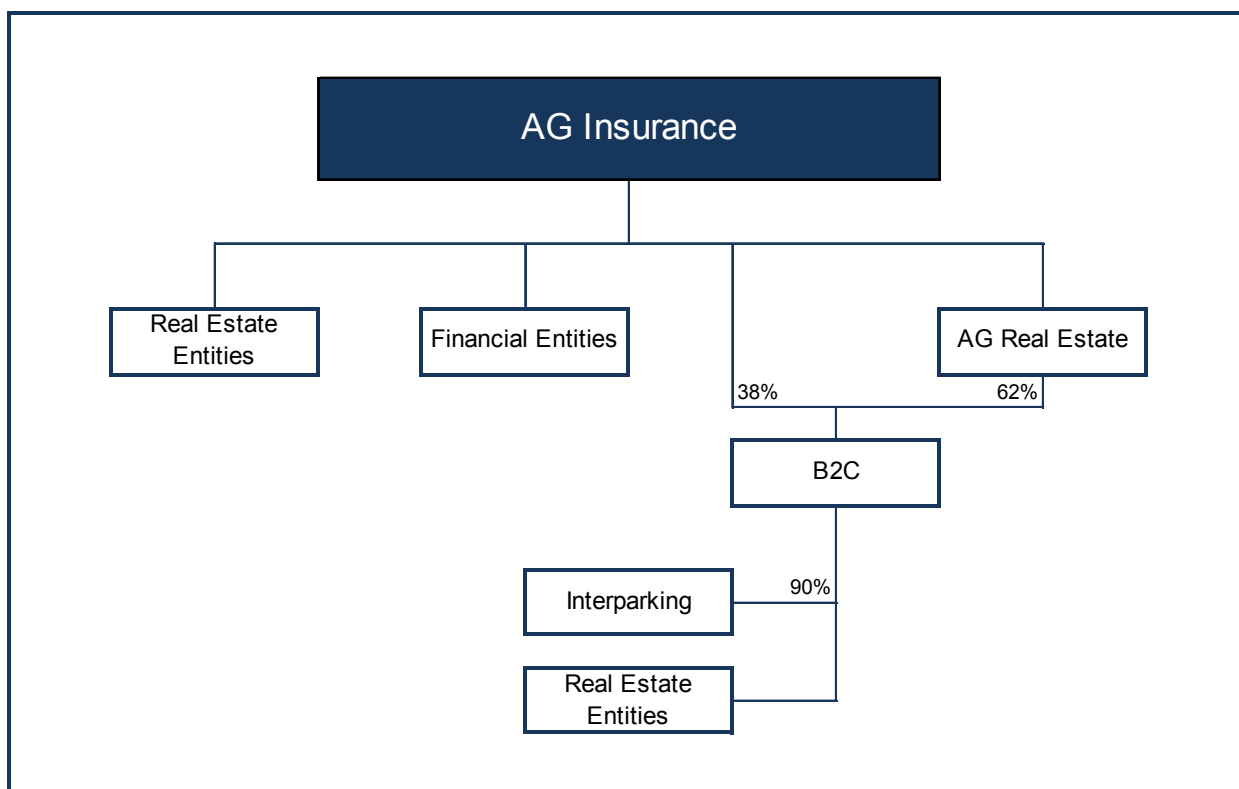 AG Insurance
Real Estate
Entities
Financial Entities
AG Real Estate
38%
62%
B2C
90%
Interparking
Real Estate
Entities